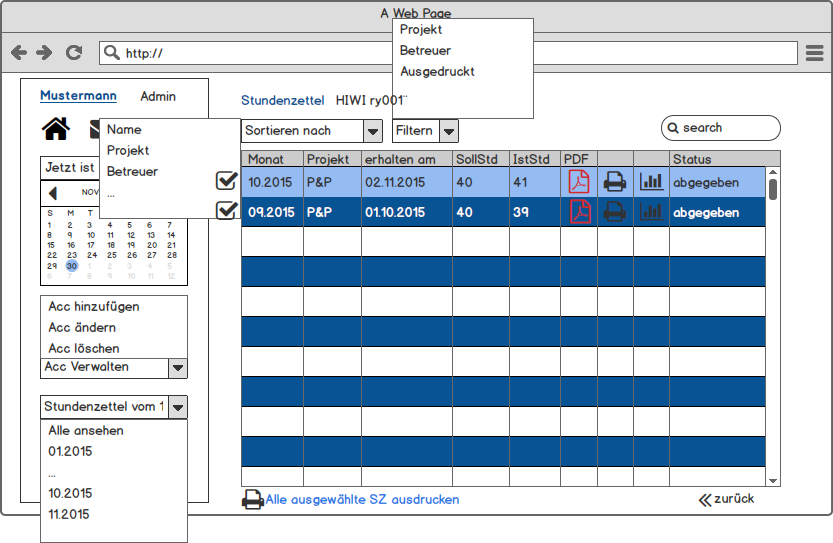 A Web Page
http://
Projekt
Betreuer
Ausgedruckt
Mustermann Admin
Stundenzettel HIWI ry001
Name
Projekt
Betreuer
...
Sortieren nach
Filtern
search
Jetzt ist
NOV
S M T W T F S
1 2 3 4 5 6 7
8 9 10 11 12 13 14
15 16 17 18 19 20 21
22 23 24 25 26 27 28
29 30 1 2 3 4 5
6 7 8 9 10 11 12
Monat Projekt erhalten am SollStd IstStd PDF Status
10.2015 P&P 02.11.2015 40 41 abgegeben
09.2015 P&P 01.10.2015 40 39 abgegeben
Acc hinzufügen
Acc ändern
Acc löschen
Acc Verwalten
Stundenzettel vom 1
Alle ansehen
01.2015
...
10.2015
11.2015
Alle ausgewählte SZ ausdrucken
zurück